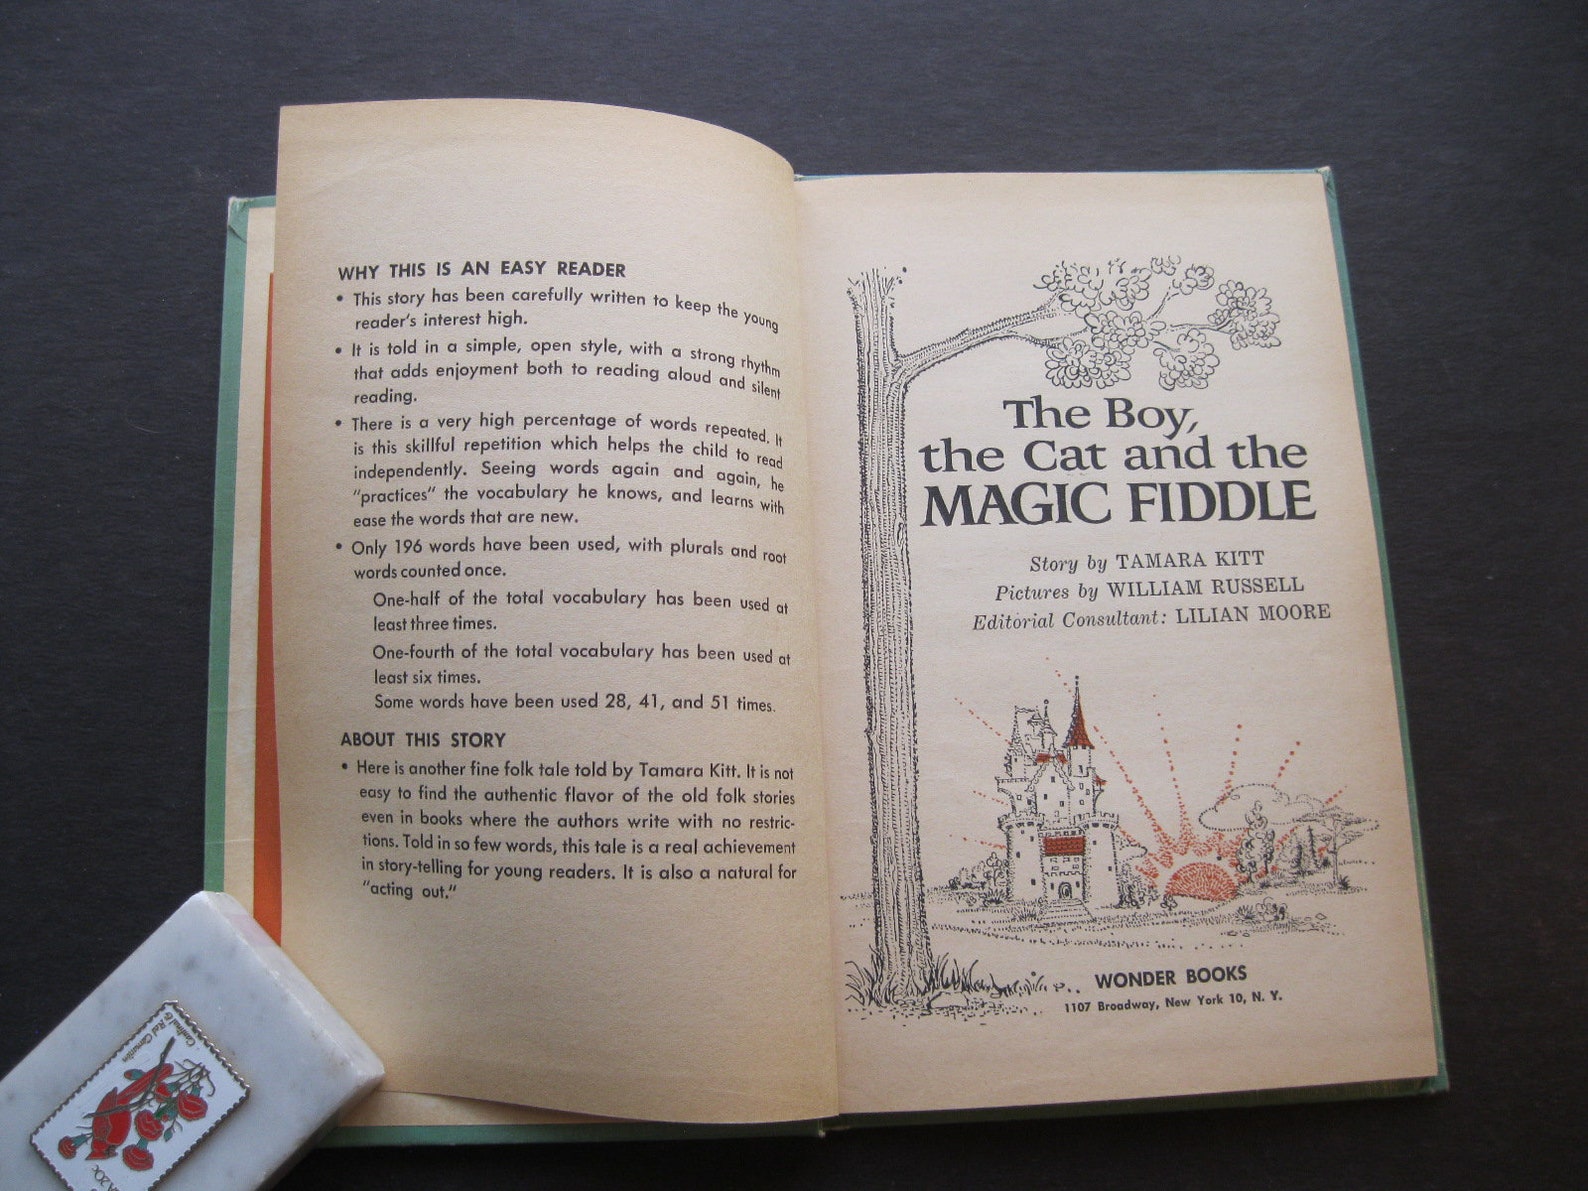 WHY THIS IS AN EASY READER
• This story has been carefully written to keep the young
reader's interest high.
• It is told in a simple, open style, with a strong rhythm
that adds enjoyment both to reading aloud and silent
reading.
• There is a very high percentage of words repeated. It
is this skillful repetition which helps the child to read
independently. Seeing words again and again, he
"practices" the vocabulary he knows, and learns with
ease the words that are new.
• Only 196 words have been used, with plurals and root
words counted once.
One-half of the total vocabulary has been used at
least three times.
One-fourth of the total vocabulary has been used at
least six times.
Some words have been used 28, 41, and 51 times.
ABOUT THIS STORY
• Here is another fine folk tale told by Tamara Kitt. It is not
easy to find the authentic flavor of the old folk stories
even in books where the authors write with no restric-
tions. Told in so few words, this tale is a real achievement
in story-telling for young readers. It is also a natural for
"acting out."
The Boy,
the Cat and the
MAGIC FIDDLE
Story by TAMARA KITT
Pictures by WILLIAM RUSSELL
Editorial Consultant: LILIAN MOORE
WONDER BOOKS
1107 Broadway, New York 10, N. Y.
Cardinal & Red Carnation
20c